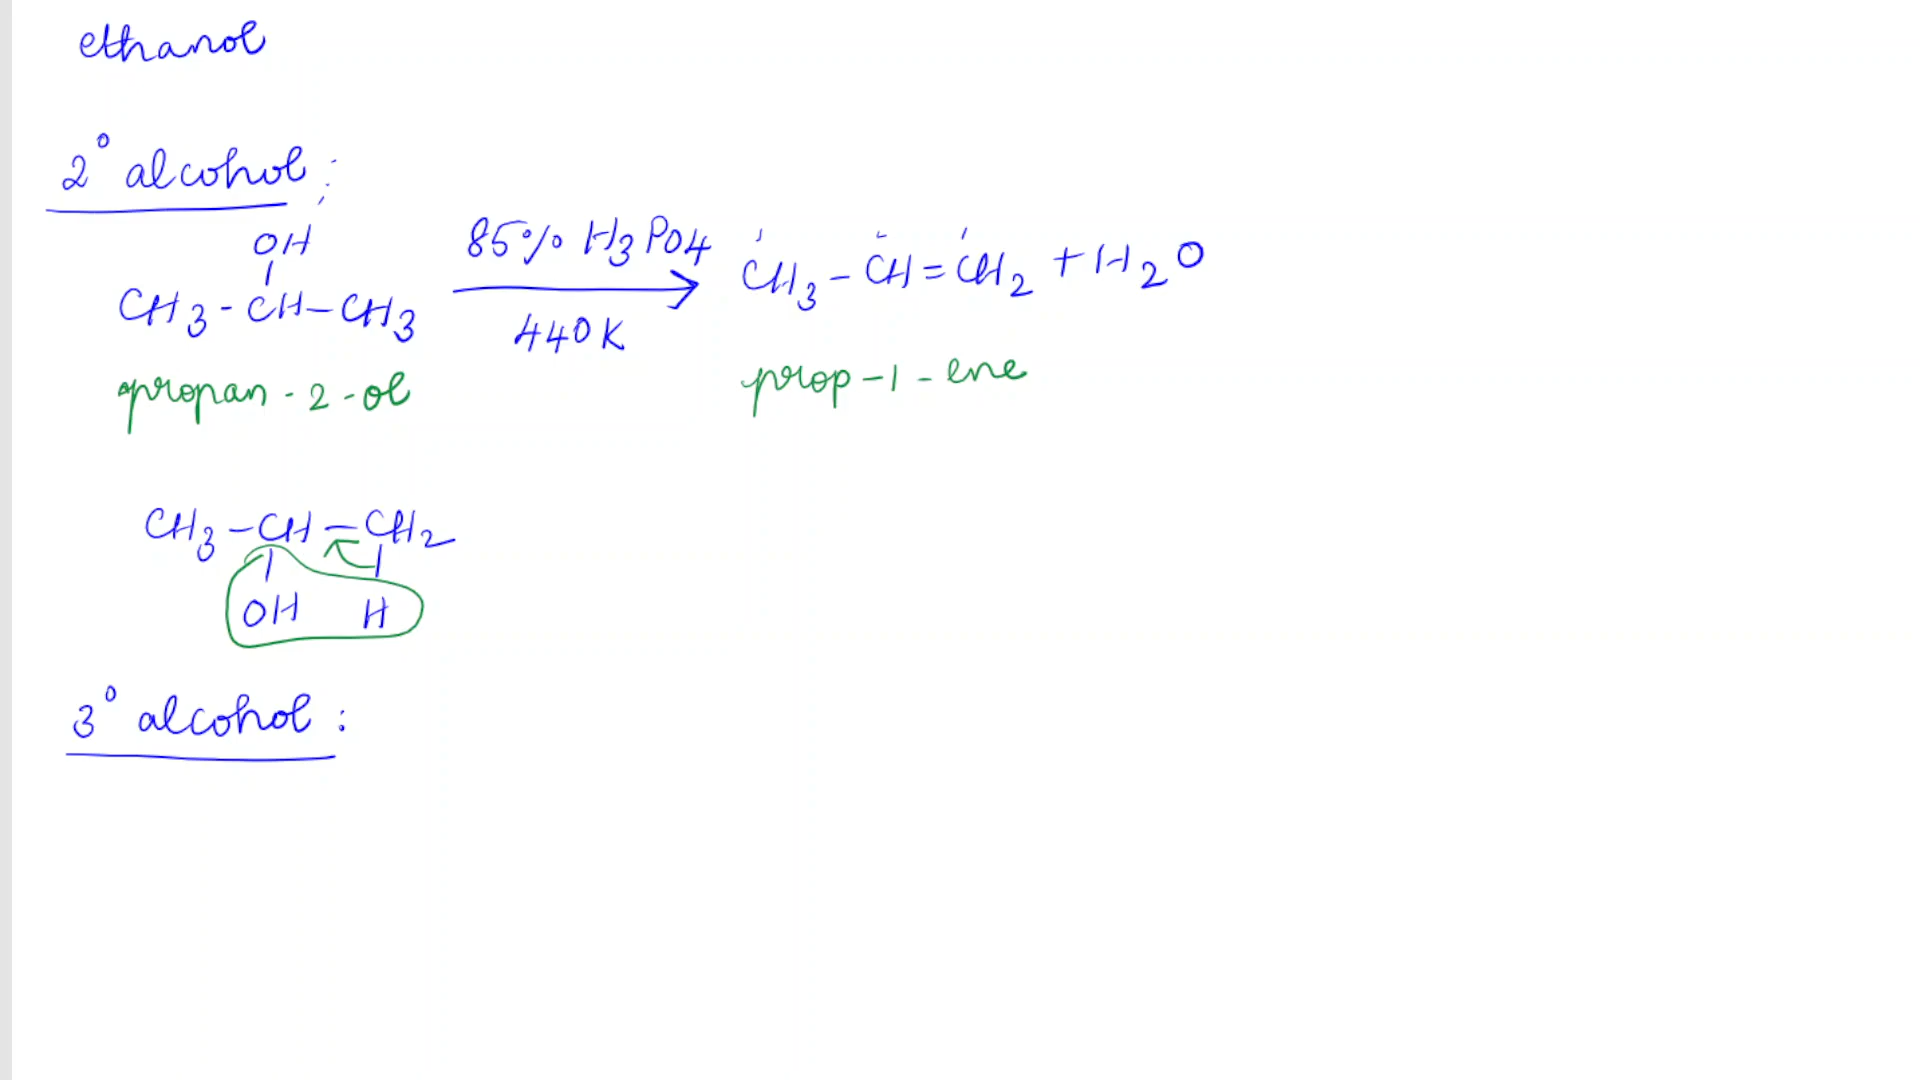 ethanol
2° alcohol :
OH
CH3 - CH - CH3
85% H3PO4
440K
CH3 - CH = CH2 + H2O
propan - 2 - ol
prop - 1 - ene
CH3 - CH - CH2
OH H
3° alcohol :